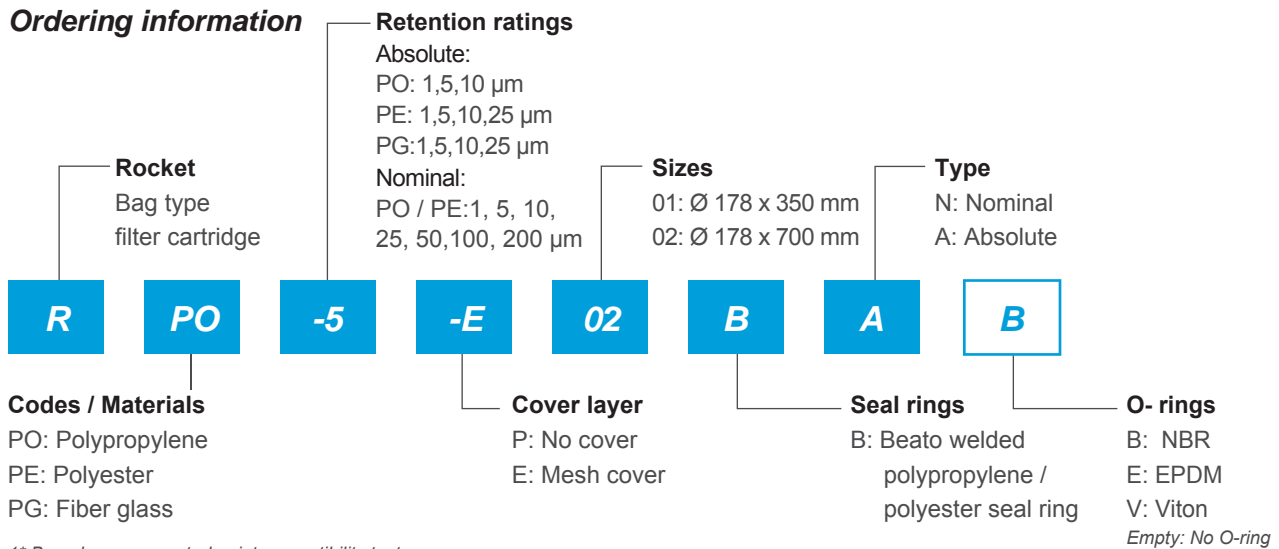 Ordering information
Retention ratings
Absolute:
PO: 1,5,10 µm
PE: 1,5,10,25 µm
PG:1,5,10,25 µm
Nominal:
PO / PE:1, 5, 10,
25, 50,100, 200 µm
Rocket
Bag type
filter cartridge
Sizes
01: Ø 178 x 350 mm
02: Ø 178 x 700 mm
Type
N: Nominal
A: Absolute
R PO -5 -E 02 B A B
Codes / Materials
PO: Polypropylene
PE: Polyester
PG: Fiber glass
Cover layer
P: No cover
E: Mesh cover
Seal rings
B: Beato welded
polypropylene /
polyester seal ring
O- rings
B: NBR
E: EPDM
V: Viton
Empty: No O-ring